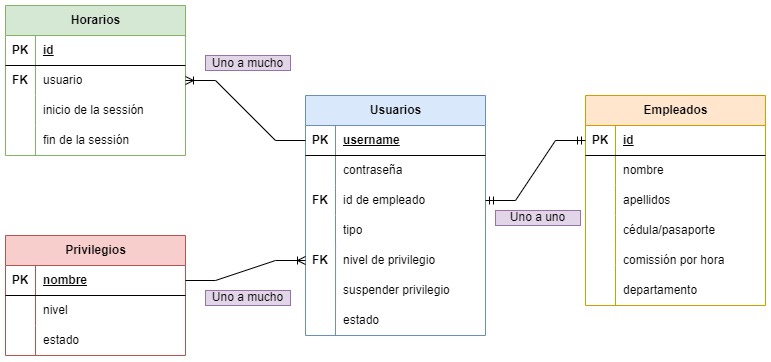 Horarios
PK id
FK usuario
inicio de la sesión
fin de la sesión
Uno a mucho
Usuarios
PK username
contraseña
FK id de empleado
tipo
FK nivel de privilegio
suspender privilegio
estado
Uno a uno
Empleados
PK id
nombre
apellidos
cédula/pasaporte
comissión por hora
departamento
Privilegios
PK nombre
nivel
estado
Uno a mucho